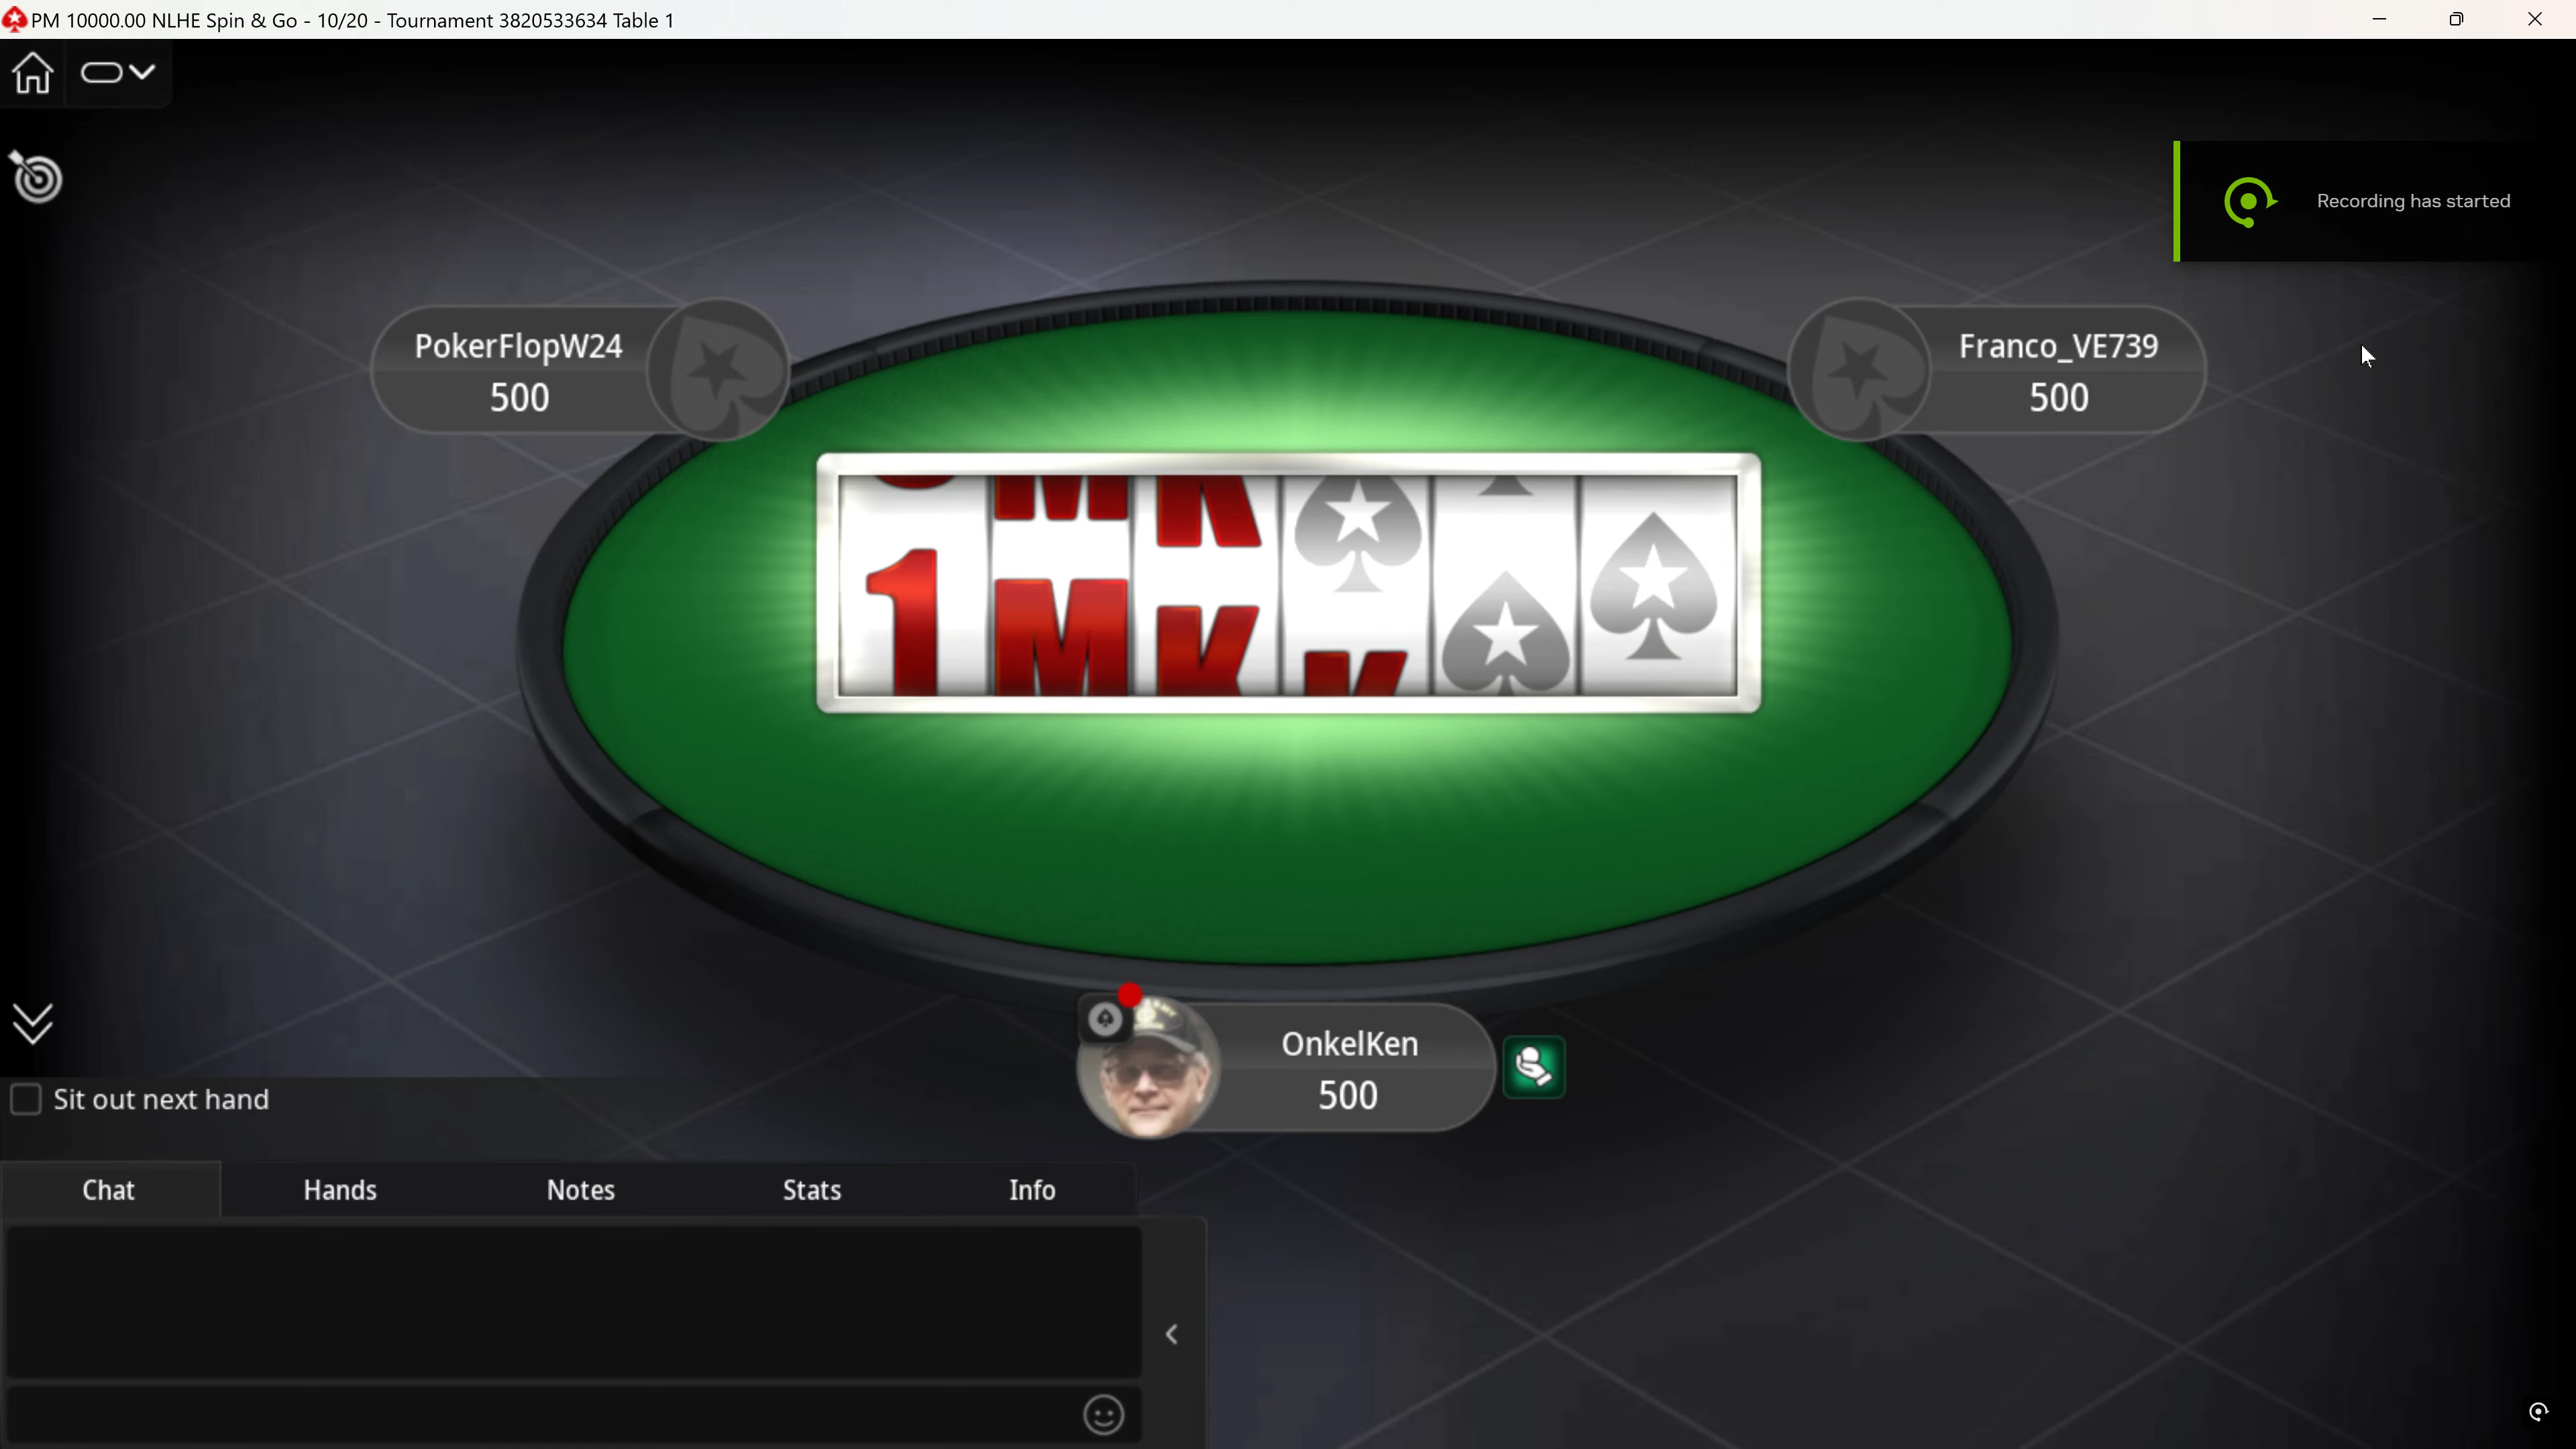 PM 10000.00 NLHE Spin & Go - 10/20 - Tournament 3820533634 Table 1
Recording has started
PokerFlopW24
500
Franco_VE739
500
M K
1 M K K
OnkelKen
500
Sit out next hand
Chat Hands Notes Stats Info